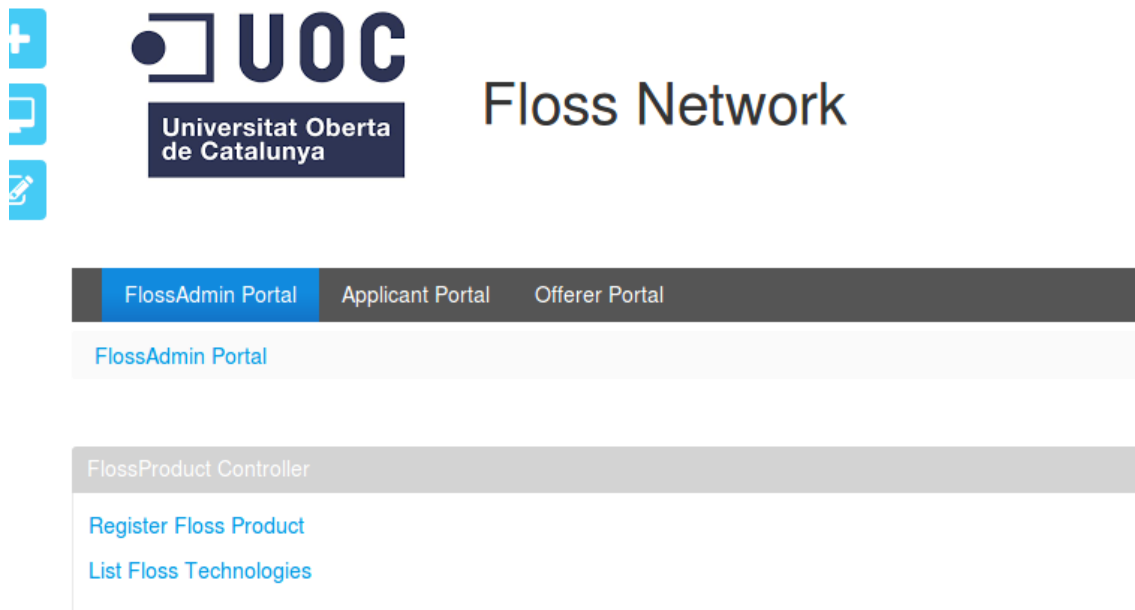 UOC
Universitat Oberta
de Catalunya
Floss Network
FlossAdmin Portal Applicant Portal Offerer Portal
FlossAdmin Portal
FlossProduct Controller
Register Floss Product
List Floss Technologies